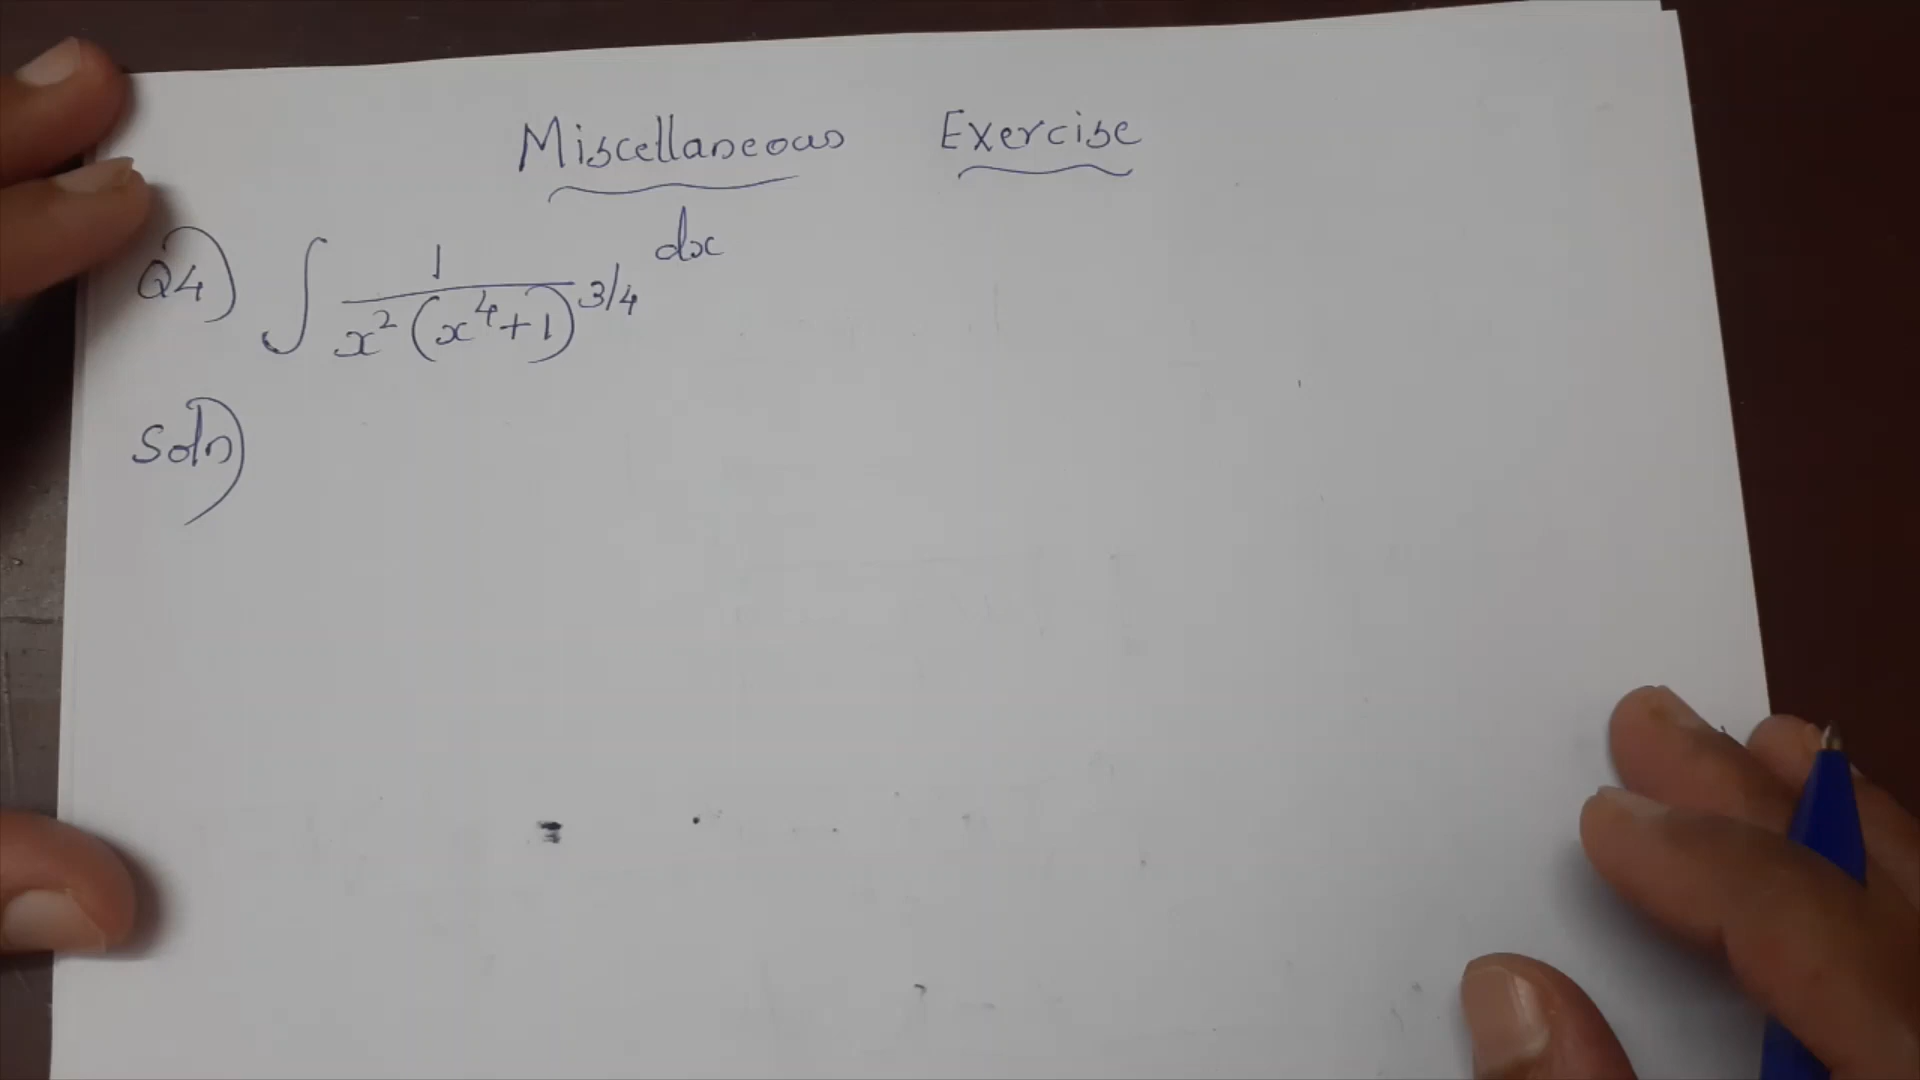 Miscellaneous Exercise
Q4) ∫ 1/(x²(x⁴+1)^3/4) dx
Soln)